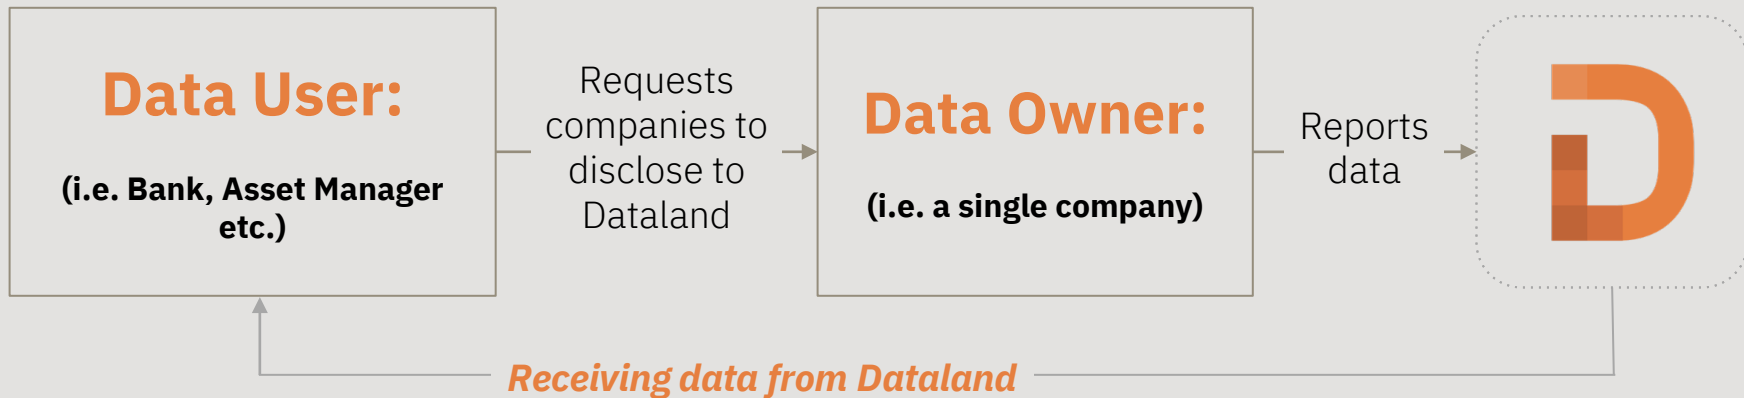 Data User:
(i.e. Bank, Asset Manager
etc.)
Requests
companies to
disclose to
Dataland
Data Owner:
(i.e. a single company)
Reports
data
Receiving data from Dataland